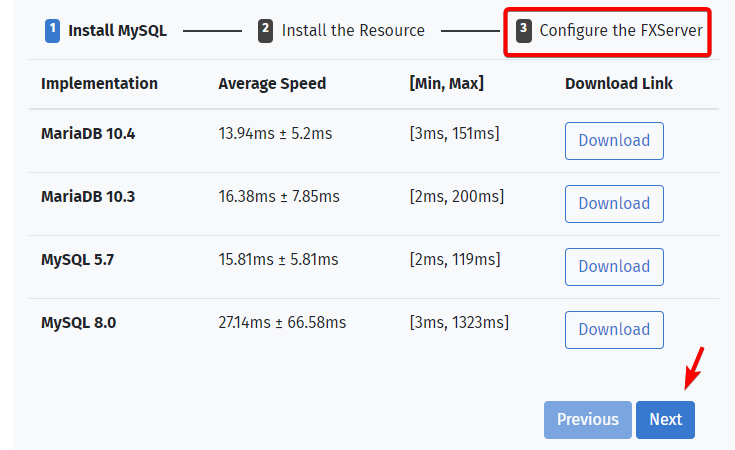 1 Install MySQL 2 Install the Resource 3 Configure the FXServer
Implementation Average Speed [Min, Max] Download Link
MariaDB 10.4 13.94ms ± 5.2ms [3ms, 151ms] Download
MariaDB 10.3 16.38ms ± 7.85ms [2ms, 200ms] Download
MySQL 5.7 15.81ms ± 5.81ms [2ms, 119ms] Download
MySQL 8.0 27.14ms ± 66.58ms [3ms, 1323ms] Download
Previous Next